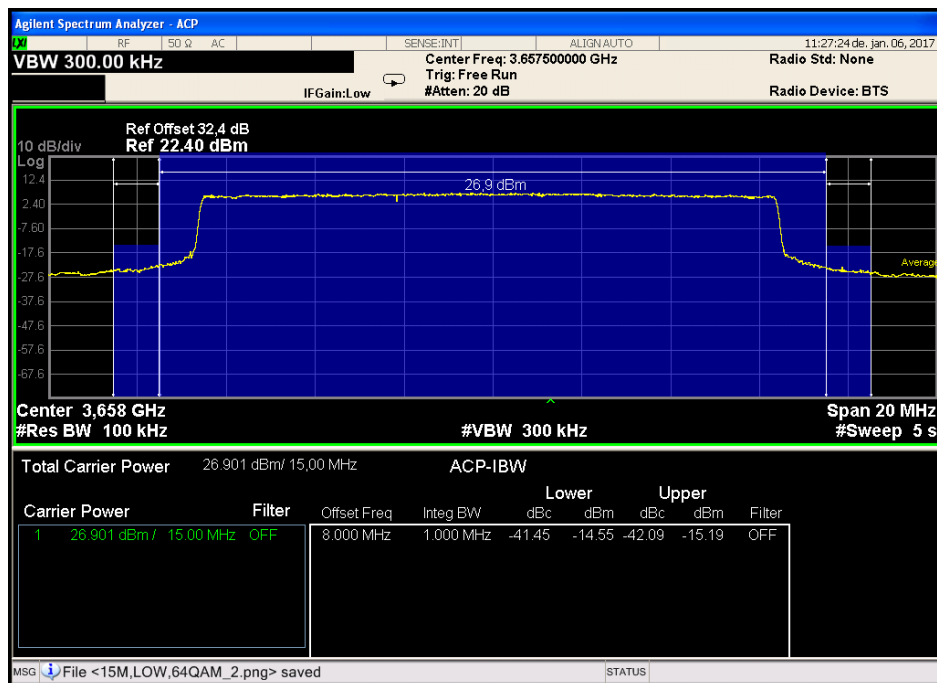 Agilent Spectrum Analyzer - ACP
LXI RF 50 Ω AC SENSE:INT ALIGN AUTO 11:27:24 de. jan. 06, 2017
VBW 300.00 kHz Center Freq: 3.657500000 GHz Radio Std: None
Trig: Free Run
IFGain:Low #Atten: 20 dB Radio Device: BTS
Ref Offset 32,4 dB
10 dB/div Ref 22.40 dBm
Log
12.4
26,9 dBm
2.40
-7.60
-17.6
Average
-27.6
-37.6
-47.6
-57.6
-67.6
Center 3,658 GHz Span 20 MHz
#Res BW 100 kHz #VBW 300 kHz #Sweep 5 s
Total Carrier Power 26.901 dBm/ 15,00 MHz ACP-IBW
Lower Upper
Carrier Power Filter Offset Freq Integ BW dBc dBm dBc dBm Filter
1 26.901 dBm / 15.00 MHz OFF 8.000 MHz 1.000 MHz -41.45 -14.55 -42.09 -15.19 OFF
MSG File <15M,LOW,64QAM_2.png> saved STATUS